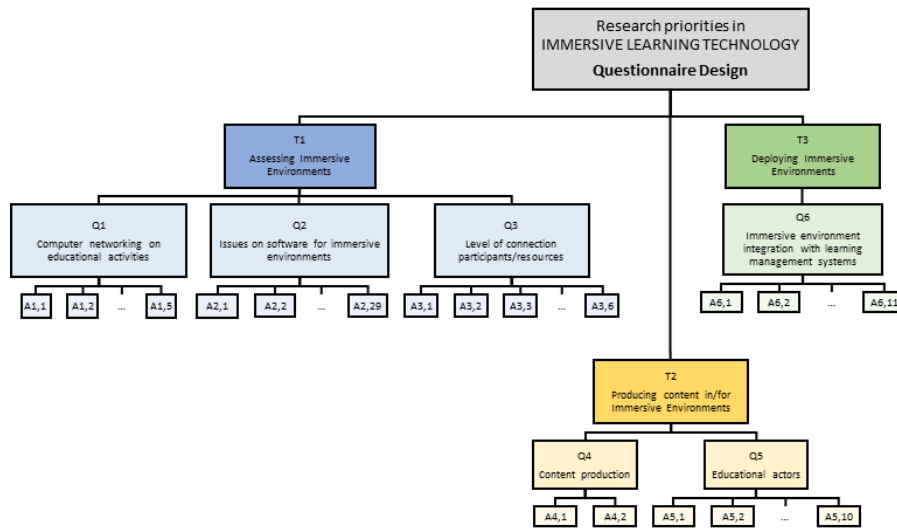 Research priorities in
IMMERSIVE LEARNING TECHNOLOGY
Questionnaire Design
T1
Assessing Immersive
Environments
T3
Deploying Immersive
Environments
Q1
Computer networking on
educational activities
Q2
Issues on software for immersive
environments
Q3
Level of connection
participants/resources
Q6
Immersive environment
integration with learning
management systems
A1,1
A1,2
...
A1,5
A2,1
A2,2
...
A2,29
A3,1
A3,2
A3,3
...
A3,6
A6,1
A6,2
...
A6,11
T2
Producing content in/for
Immersive Environments
Q4
Content production
Q5
Educational actors
A4,1
A4,2
A5,1
A5,2
...
A5,10